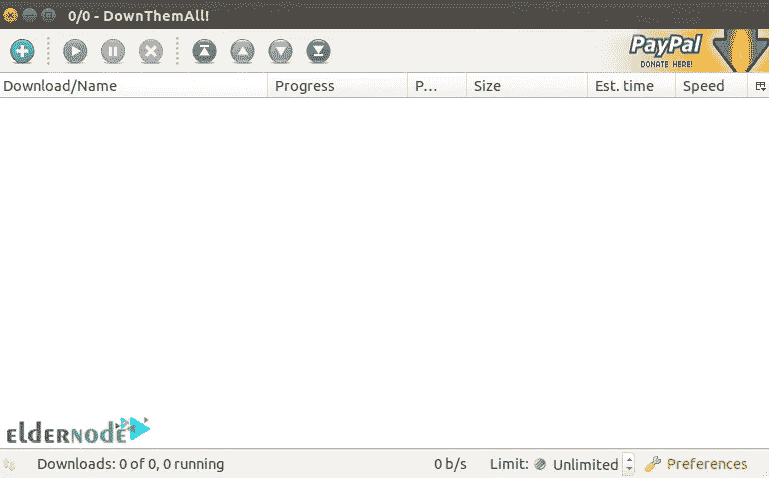 0/0 - DownThemAll!
PayPal
DONATE HERE!
Download/Name Progress P... Size Est. time Speed
eldernode
Downloads: 0 of 0, 0 running 0 b/s Limit: Unlimited Preferences